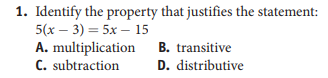 1. Identify the property that justifies the statement:
5(x − 3) = 5x − 15
A. multiplication B. transitive
C. subtraction D. distributive